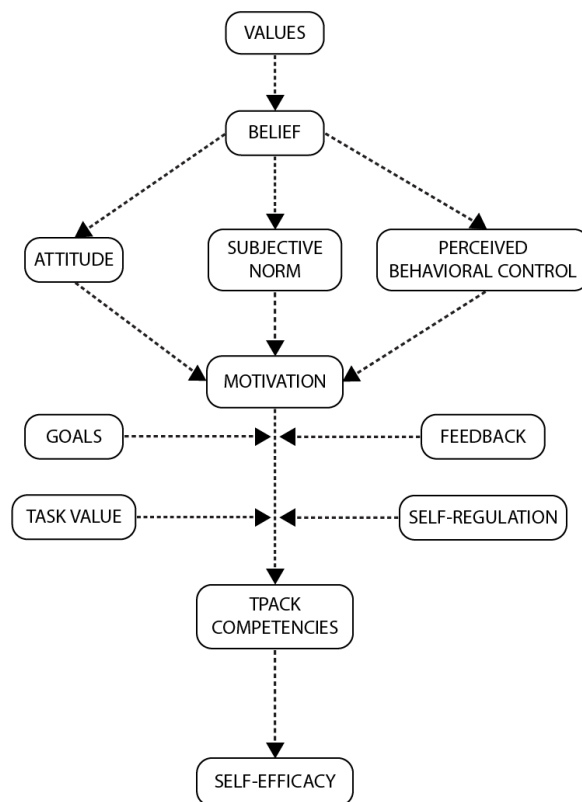 VALUES
BELIEF
ATTITUDE
SUBJECTIVE
NORM
PERCEIVED
BEHAVIORAL CONTROL
MOTIVATION
GOALS
FEEDBACK
TASK VALUE
SELF-REGULATION
TPACK
COMPETENCIES
SELF-EFFICACY